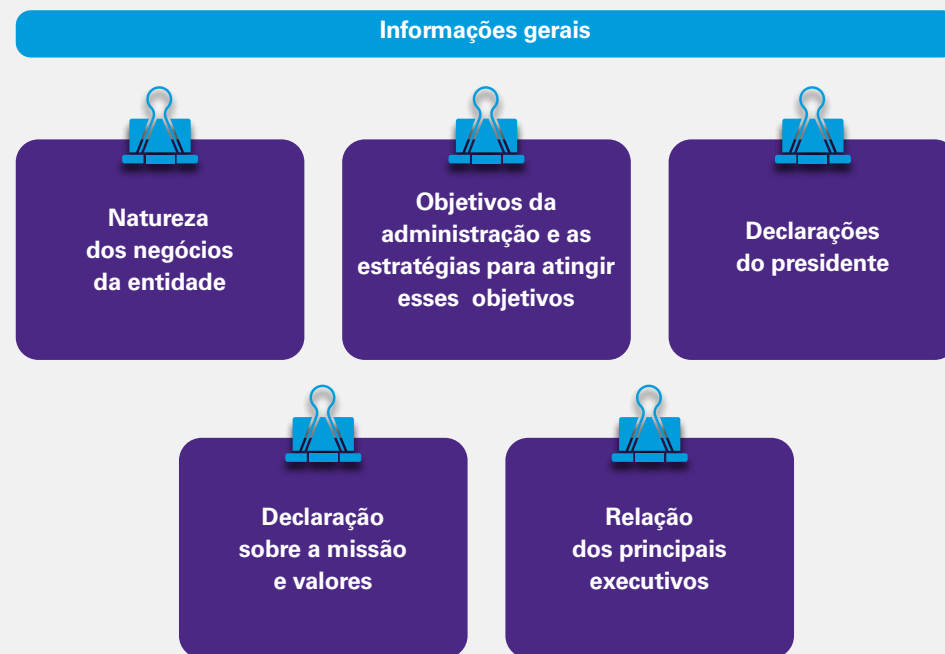 Informações gerais
Natureza
dos negócios
da entidade
Objetivos da
administração e as
estratégias para atingir
esses objetivos
Declarações
do presidente
Declaração
sobre a missão
e valores
Relação
dos principais
executivos